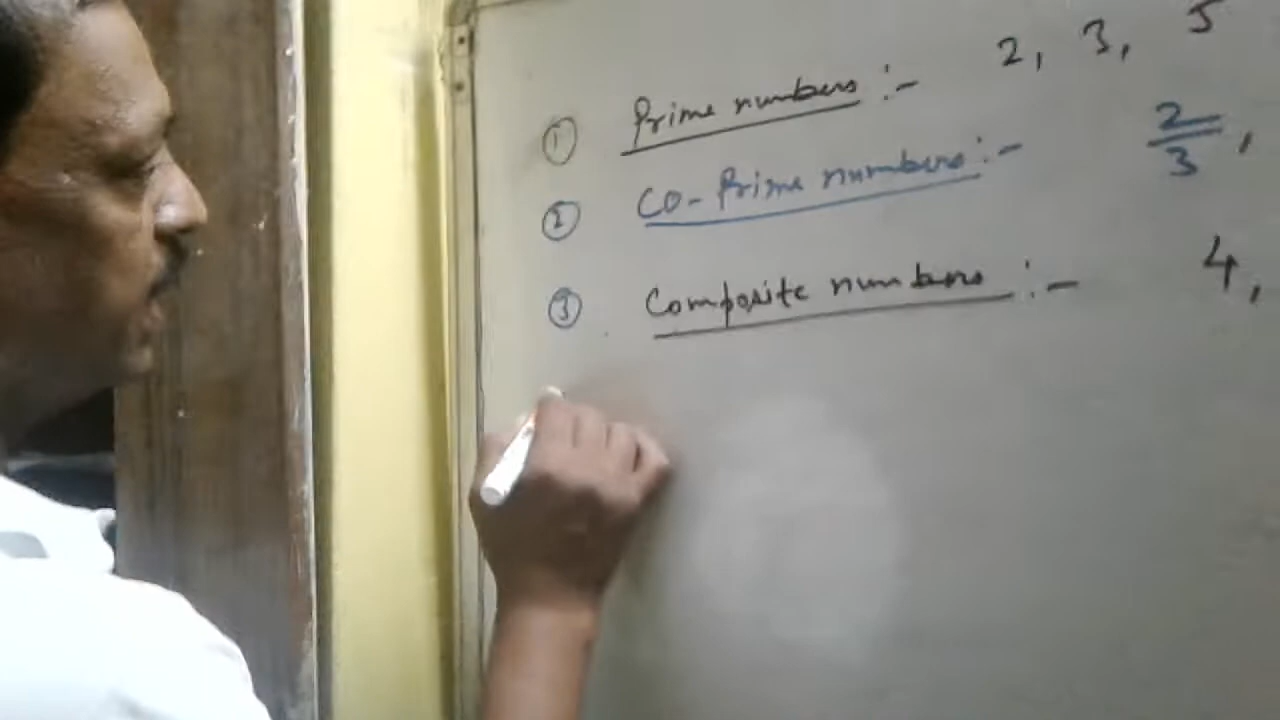 ① Prime numbers :- 2, 3, 5
② CO-Prime numbers :- 2/3,
③ Composite numbers :- 4,